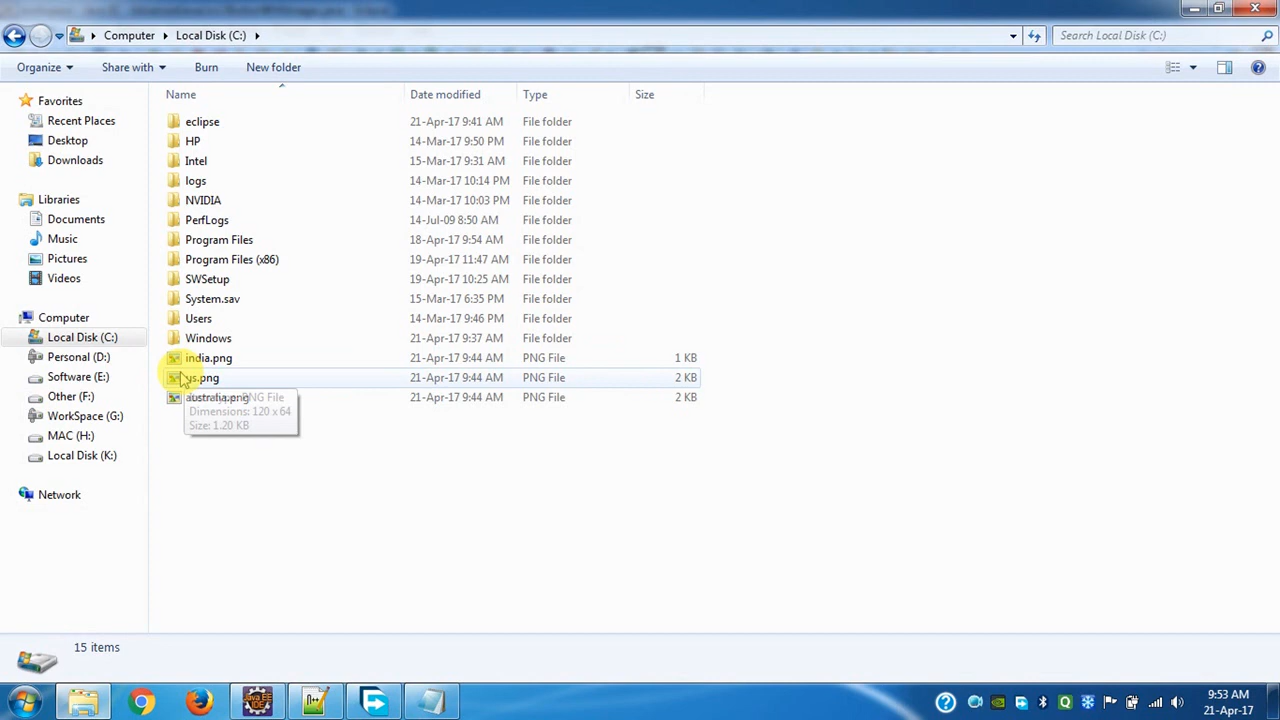 Computer Local Disk (C:) Search Local Disk (C:)
Organize Share with Burn New folder
Name Date modified Type Size
Favorites
Recent Places
Desktop
Downloads
Libraries
Documents
Music
Pictures
Videos
Computer
Local Disk (C:)
Personal (D:)
Software (E:)
Other (F:)
WorkSpace (G:)
MAC (H:)
Local Disk (K:)
Network
eclipse 21-Apr-17 9:41 AM File folder
HP 14-Mar-17 9:50 PM File folder
Intel 15-Mar-17 9:31 AM File folder
logs 14-Mar-17 10:14 PM File folder
NVIDIA 14-Mar-17 10:03 PM File folder
PerfLogs 14-Jul-09 8:50 AM File folder
Program Files 18-Apr-17 9:54 AM File folder
Program Files (x86) 19-Apr-17 11:47 AM File folder
SWSetup 19-Apr-17 10:25 AM File folder
System.sav 15-Mar-17 6:35 PM File folder
Users 14-Mar-17 9:46 PM File folder
Windows 21-Apr-17 9:37 AM File folder
india.png 21-Apr-17 9:44 AM PNG File 1 KB
us.png 21-Apr-17 9:44 AM PNG File 2 KB
australia.png 21-Apr-17 9:44 AM PNG File 2 KB
PNG File
Dimensions: 120 x 64
Size: 1.20 KB
15 items
Java EE
IDE
9:53 AM
21-Apr-17